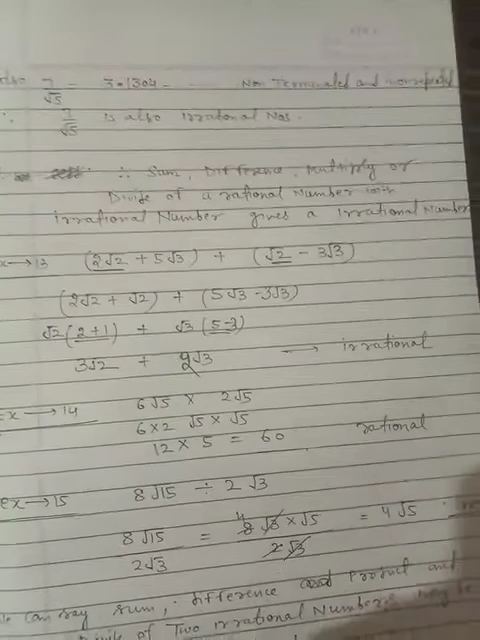 7/√5 = 3.1304 - - - Non Terminated and nonrepeated
∴ 7/√5 is also irrational Nos.
∴ Sum, Difference, Multiply or
Divide of a rational Number with
irrational Number gives a irrational Number
Ex → 13 (2√2 + 5√3) + (√2 - 3√3)
(2√2 + √2) + (5√3 - 3√3)
√2(2+1) + √3(5-3)
3√2 + 2√3 → irrational
Ex → 14 6√5 × 2√5
6×2 √5 × √5
12 × 5 = 60 rational
Ex → 15 8√15 ÷ 2√3
8√15/2√3 = 8√3×√5/2√3 = 4√5
can say sum, difference Product and
of Two irrational Numbers may be